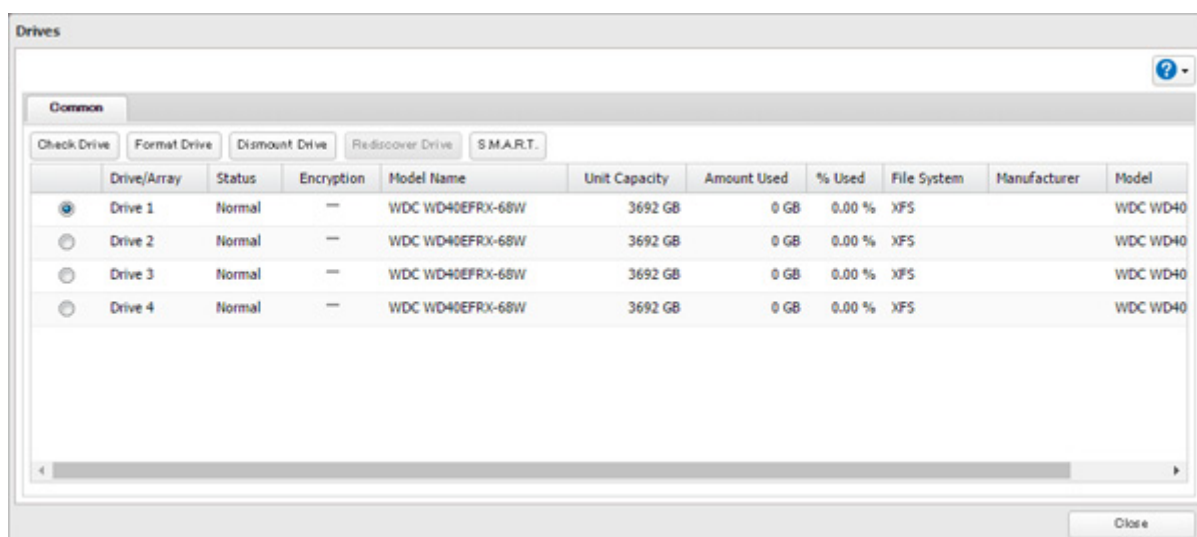 Drives
?
Common
Check Drive Format Drive Dismount Drive Rediscover Drive S.M.A.R.T.
Drive/Array Status Encryption Model Name Unit Capacity Amount Used % Used File System Manufacturer Model
Drive 1 Normal — WDC WD40EFRX-68W 3692 GB 0 GB 0.00 % XFS WDC WD40
Drive 2 Normal — WDC WD40EFRX-68W 3692 GB 0 GB 0.00 % XFS WDC WD40
Drive 3 Normal — WDC WD40EFRX-68W 3692 GB 0 GB 0.00 % XFS WDC WD40
Drive 4 Normal — WDC WD40EFRX-68W 3692 GB 0 GB 0.00 % XFS WDC WD40
Close